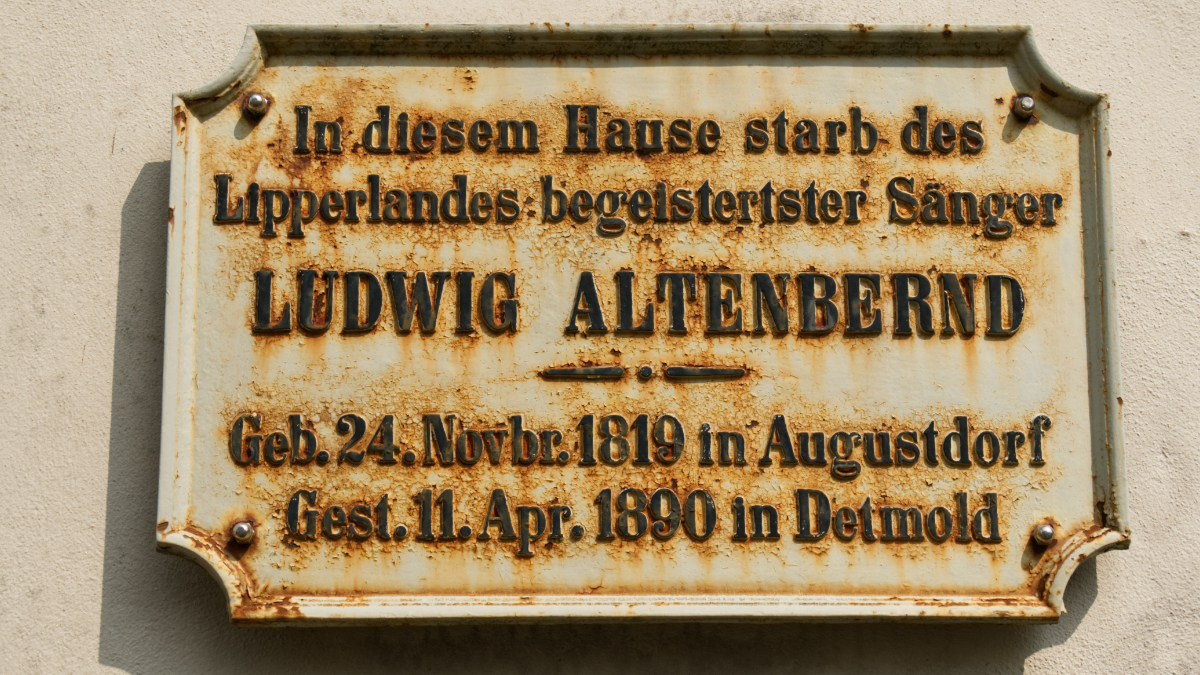 In diesem Hause starb des
Lipperlandes begeistertster Sänger
LUDWIG ALTENBERND
Geb. 24. Novbr. 1819 in Augustdorf
Gest. 11. Apr. 1890 in Detmold